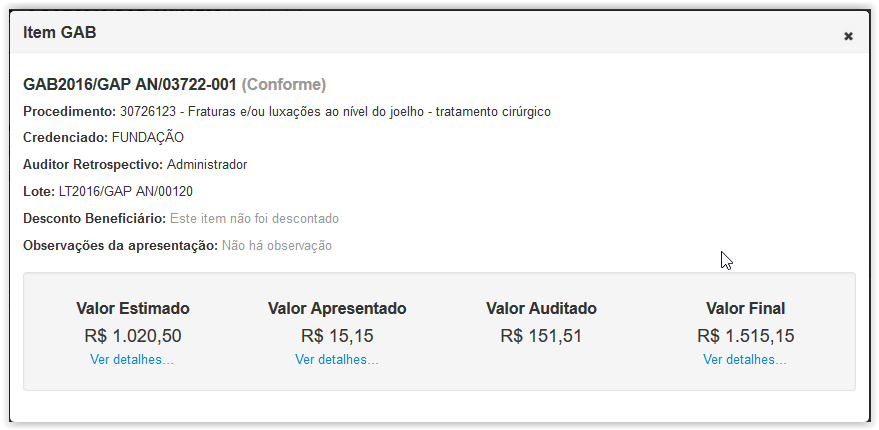 Item GAB
GAB2016/GAP AN/03722-001 (Conforme)
Procedimento: 30726123 - Fraturas e/ou luxações ao nível do joelho - tratamento cirúrgico
Credenciado: FUNDAÇÃO
Auditor Retrospectivo: Administrador
Lote: LT2016/GAP AN/00120
Desconto Beneficiário: Este item não foi descontado
Observações da apresentação: Não há observação
Valor Estimado
R$ 1.020,50
Ver detalhes...
Valor Apresentado
R$ 15,15
Ver detalhes...
Valor Auditado
R$ 151,51
Valor Final
R$ 1.515,15
Ver detalhes...